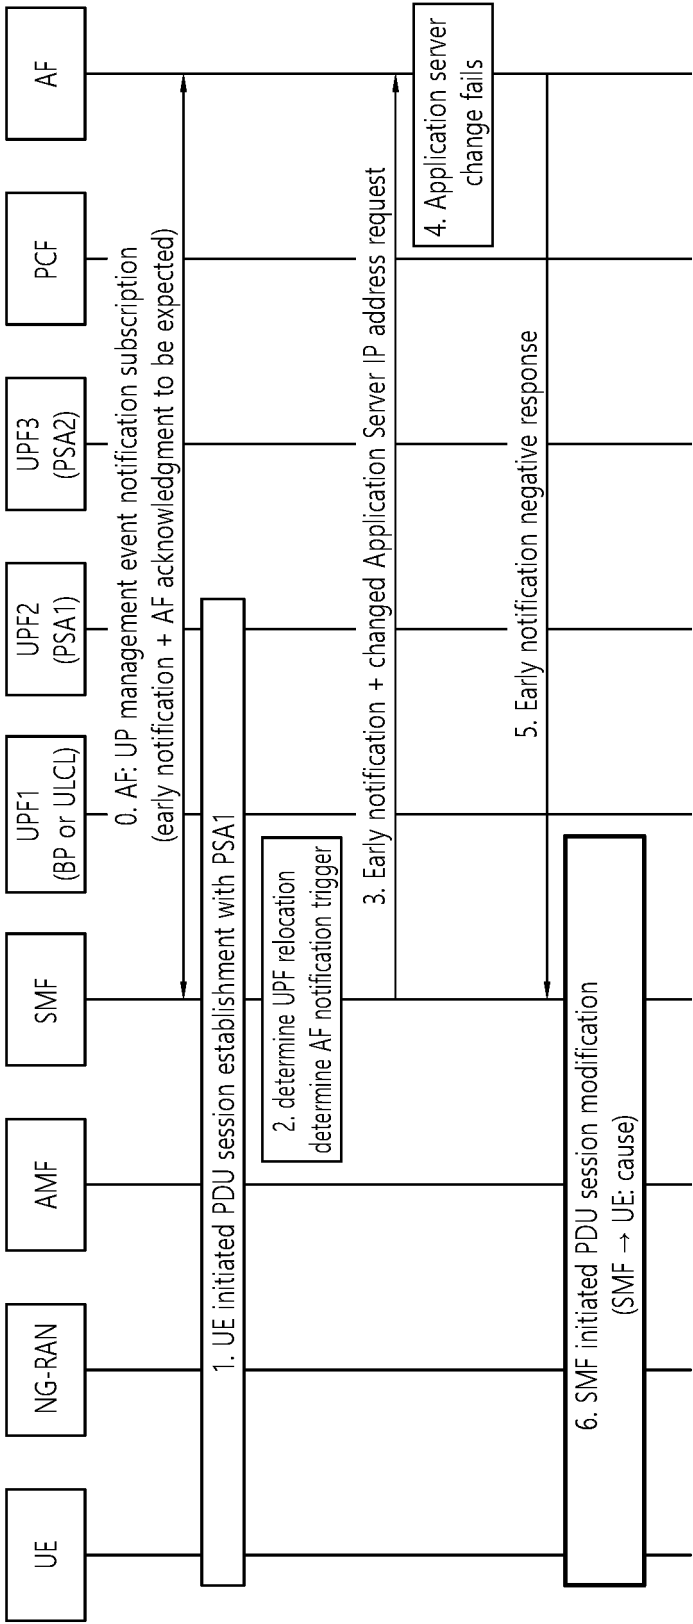 UE
NG-RAN
AMF
SMF
UPF1
(BP or ULCL)
UPF2
(PSA1)
UPF3
(PSA2)
PCF
AF
0. AF: UP management event notification subscription
(early notification + AF acknowledgment to be expected)
1. UE initiated PDU session establishment with PSA1
2. determine UPF relocation
determine AF notification trigger
3. Early notification + changed Application Server IP address request
4. Application server
change fails
5. Early notification negative response
6. SMF initiated PDU session modification
(SMF → UE: cause)